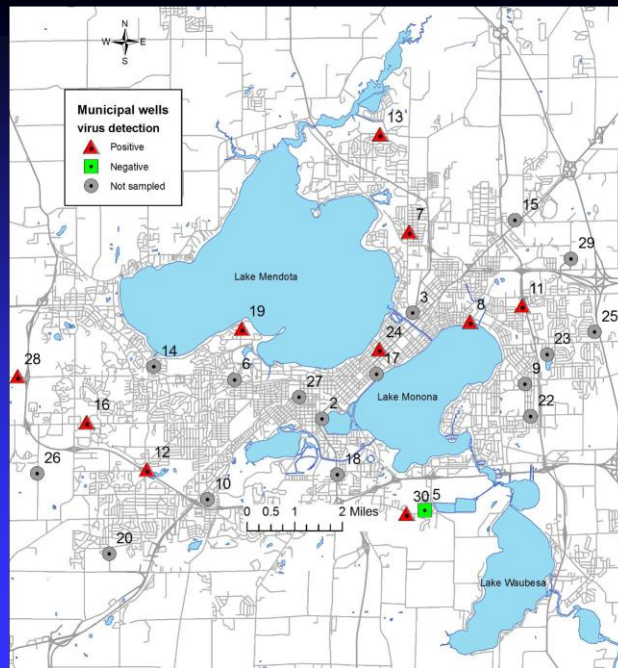 N
W E
S
Municipal wells
virus detection
Positive
Negative
Not sampled
13
7
15
29
Lake Mendota
19
3
8
11
25
24
23
28
14
6
17
9
27
2
Lake Monona
22
16
12
26
18
10
30 5
0 0.5 1 2 Miles
20
Lake Waubesa